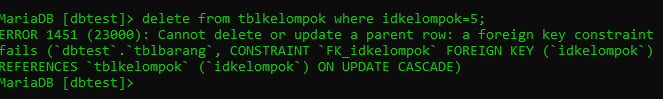 MariaDB [dbtest]> delete from tblkelompok where idkelompok=5;
ERROR 1451 (23000): Cannot delete or update a parent row: a foreign key constraint
fails (`dbtest`.`tblbarang`, CONSTRAINT `FK_idkelompok` FOREIGN KEY (`idkelompok`)
REFERENCES `tblkelompok` (`idkelompok`) ON UPDATE CASCADE)
MariaDB [dbtest]>